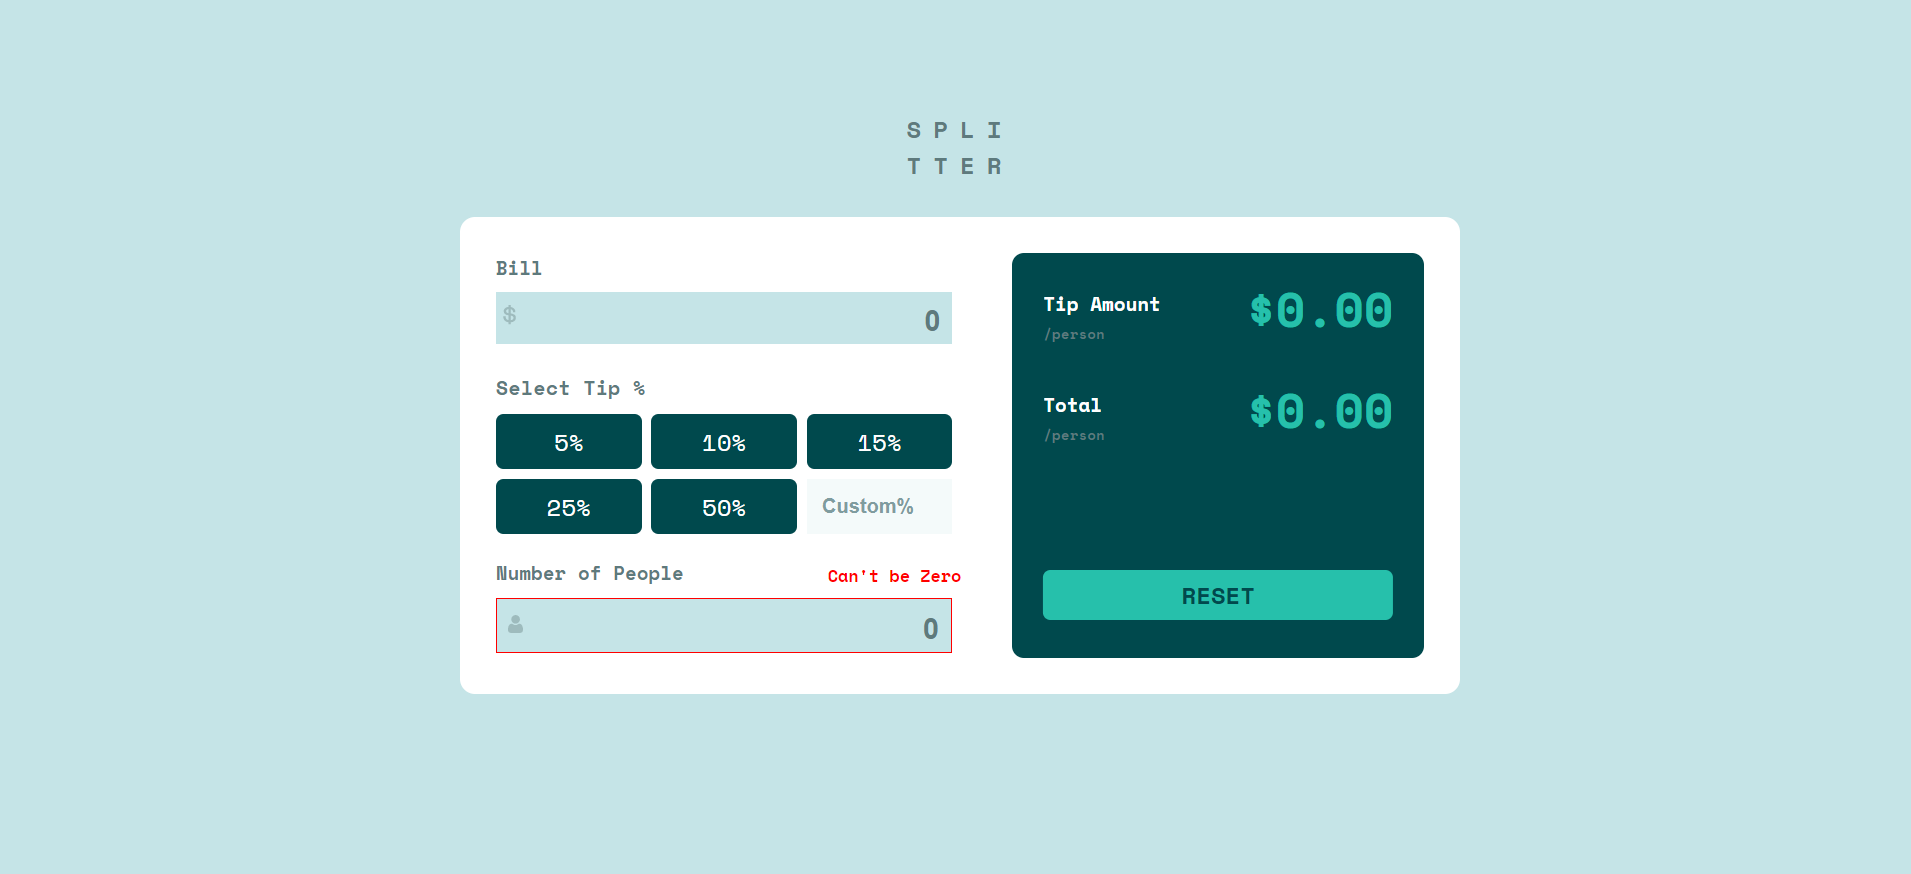 S P L I
T T E R
Bill
$ 0
Select Tip %
5% 10% 15%
25% 50% Custom%
Number of People Can't be Zero
0
Tip Amount $0.00
/person
Total $0.00
/person
RESET